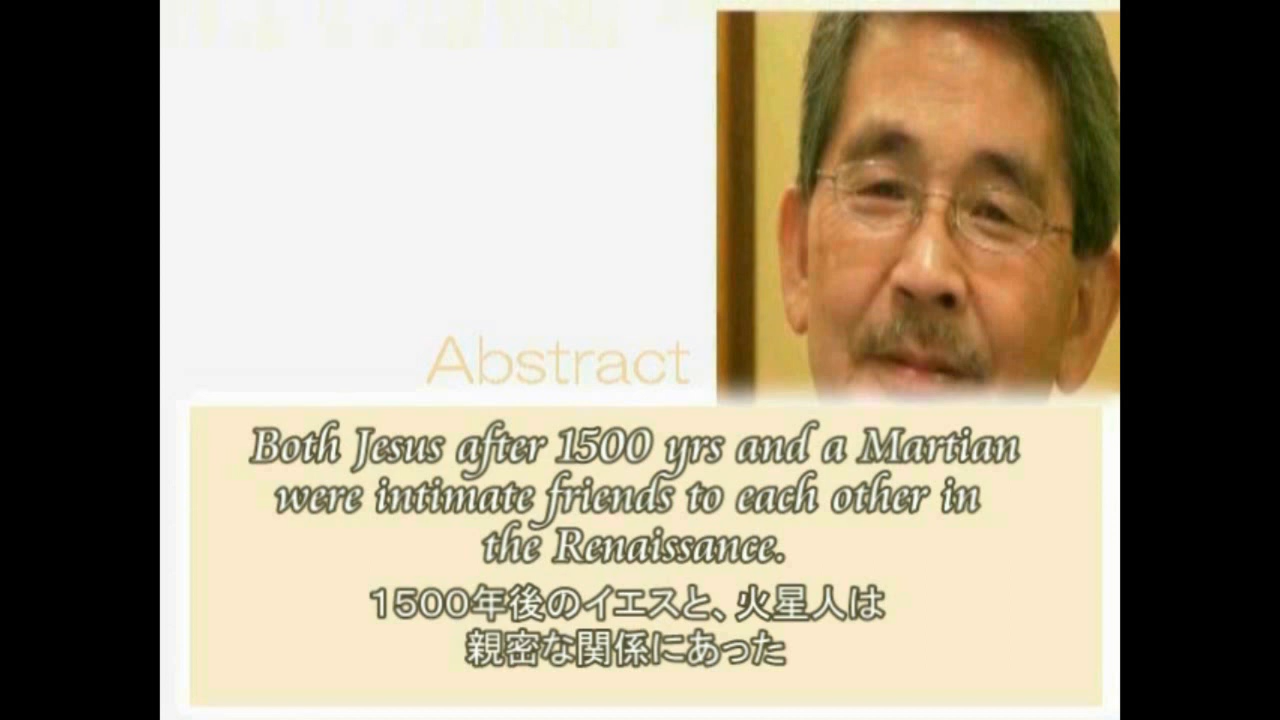 Abstract
Both Jesus after 1500 yrs and a Martian
were intimate friends to each other in
the Renaissance.
1500年後のイエスと、火星人は
親密な関係にあった